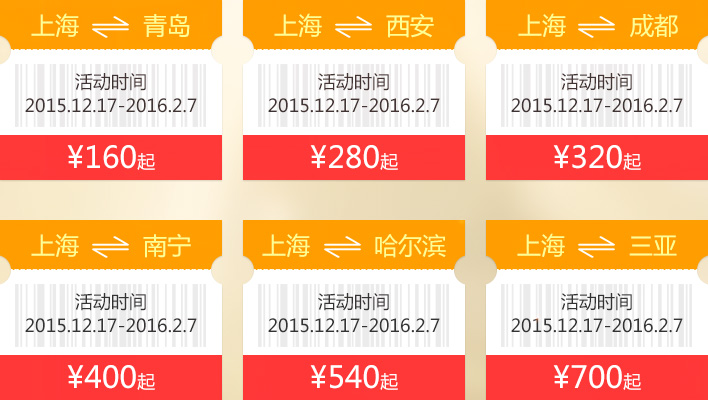 上海 ⇌ 青岛
活动时间
2015.12.17-2016.2.7
¥160起
上海 ⇌ 西安
活动时间
2015.12.17-2016.2.7
¥280起
上海 ⇌ 成都
活动时间
2015.12.17-2016.2.7
¥320起
上海 ⇌ 南宁
活动时间
2015.12.17-2016.2.7
¥400起
上海 ⇌ 哈尔滨
活动时间
2015.12.17-2016.2.7
¥540起
上海 ⇌ 三亚
活动时间
2015.12.17-2016.2.7
¥700起